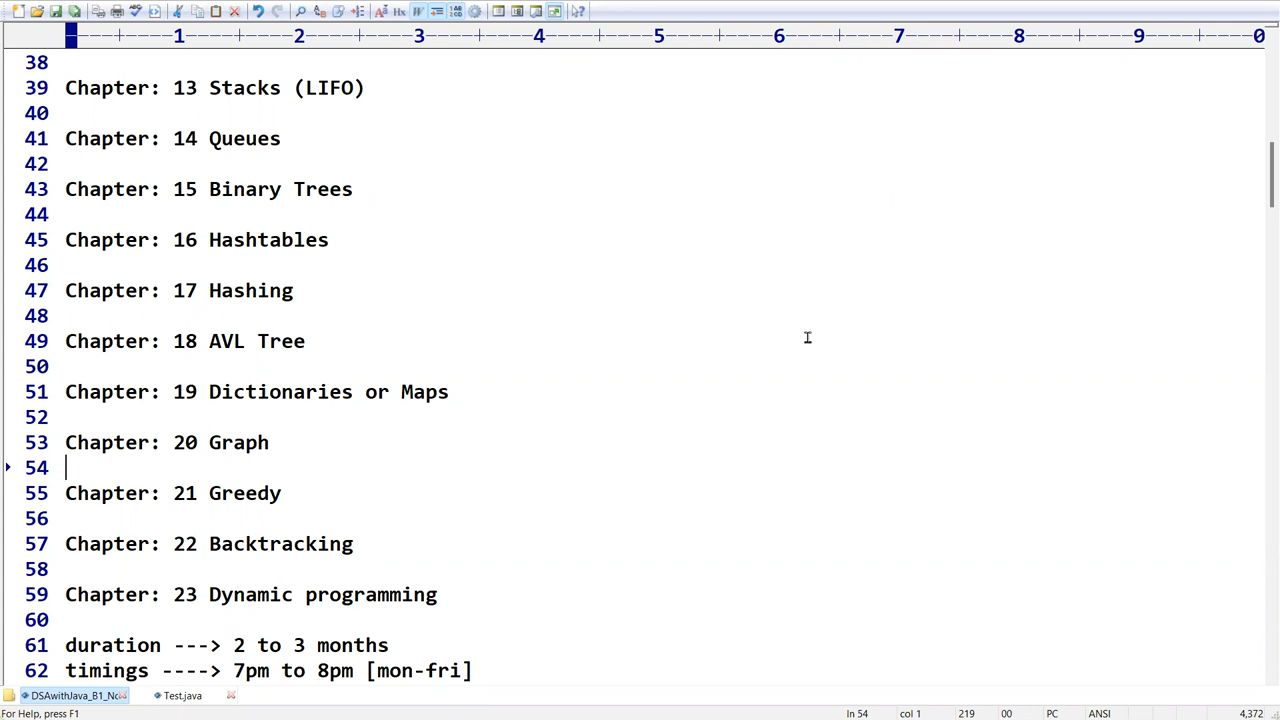 ----+----1----+----2----+----3----+----4----+----5----+----6----+----7----+----8----+----9----+----0
38
39 Chapter: 13 Stacks (LIFO)
40
41 Chapter: 14 Queues
42
43 Chapter: 15 Binary Trees
44
45 Chapter: 16 Hashtables
46
47 Chapter: 17 Hashing
48
49 Chapter: 18 AVL Tree
50
51 Chapter: 19 Dictionaries or Maps
52
53 Chapter: 20 Graph
54
55 Chapter: 21 Greedy
56
57 Chapter: 22 Backtracking
58
59 Chapter: 23 Dynamic programming
60
61 duration ---> 2 to 3 months
62 timings ----> 7pm to 8pm [mon-fri]
DSAwithJava_B1_No Test.java
For Help, press F1 ln 54 col 1 219 00 PC ANSI 4,372